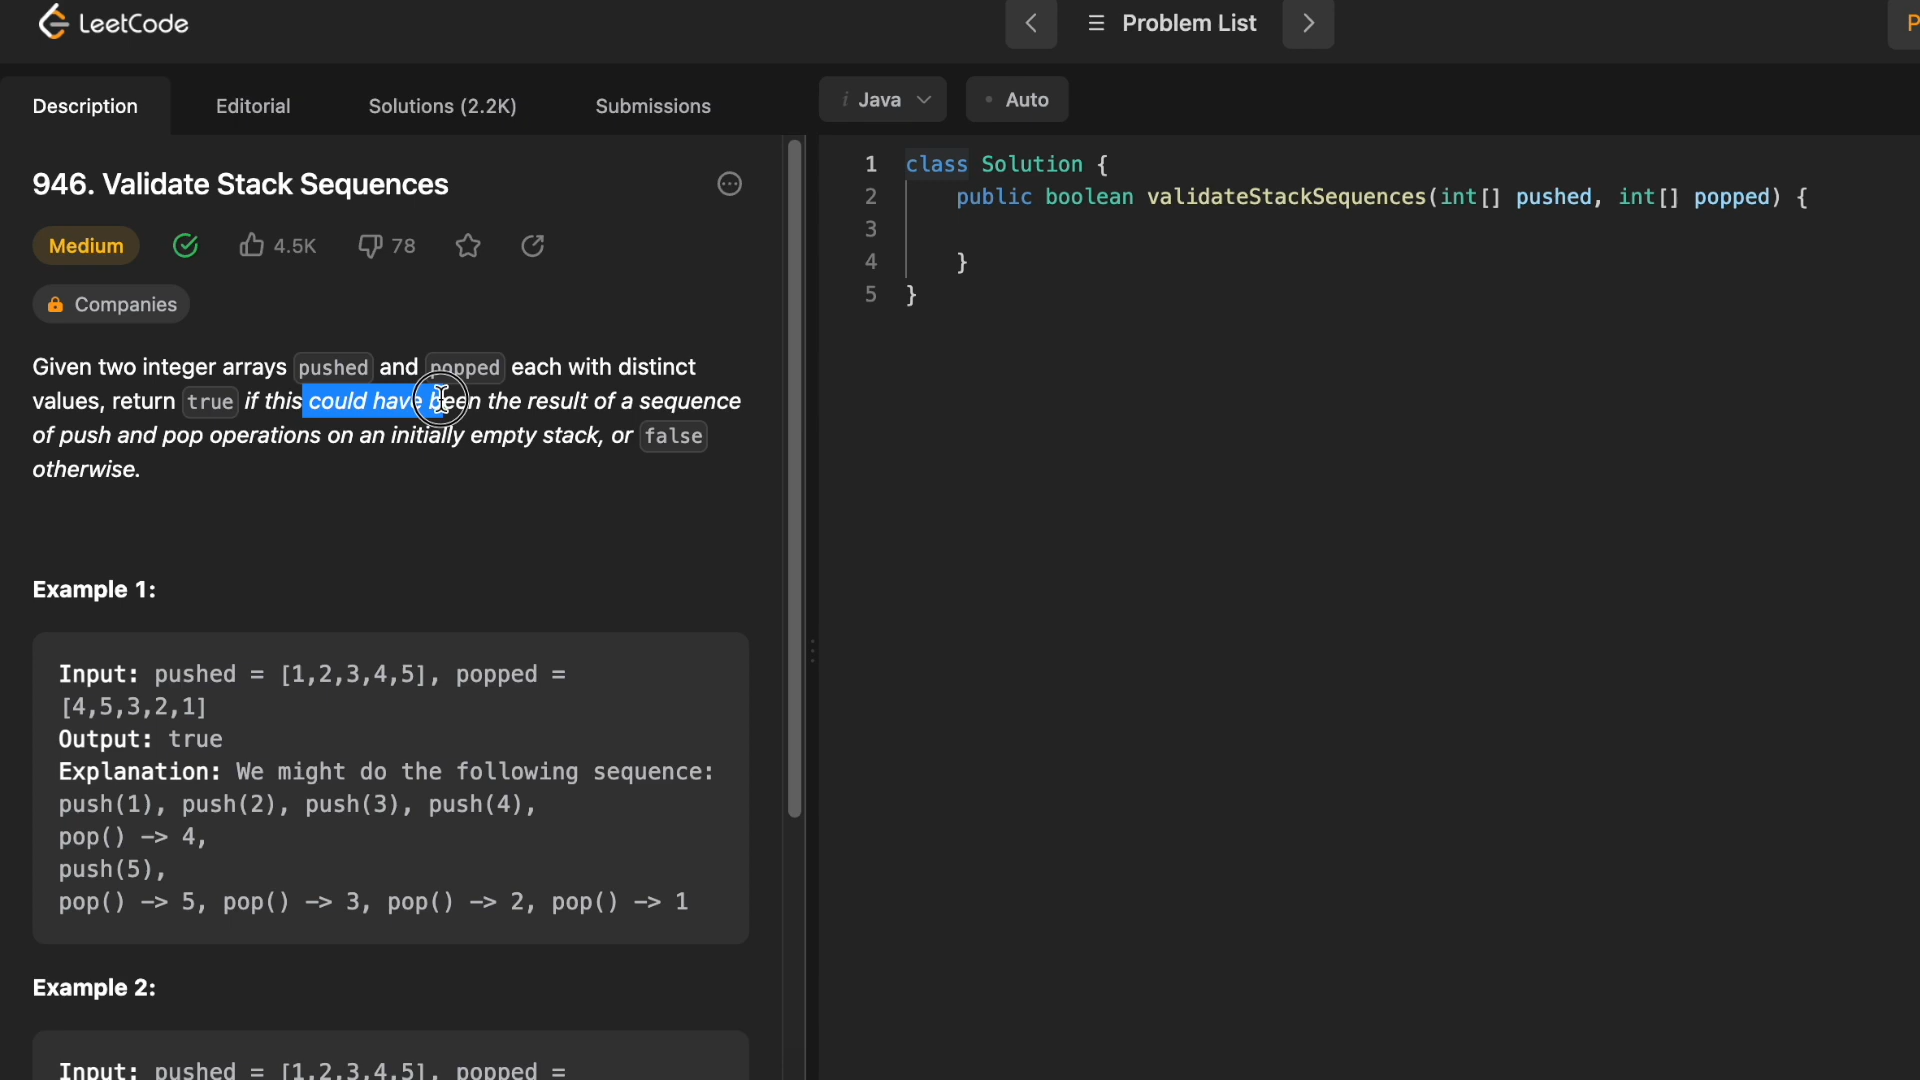 LeetCode
Problem List
P
Description
Editorial
Solutions (2.2K)
Submissions
i Java
Auto
946. Validate Stack Sequences
Medium
4.5K
78
Companies
Given two integer arrays pushed and popped each with distinct
values, return true if this could have been the result of a sequence
of push and pop operations on an initially empty stack, or false
otherwise.
Example 1:
Input: pushed = [1,2,3,4,5], popped =
[4,5,3,2,1]
Output: true
Explanation: We might do the following sequence:
push(1), push(2), push(3), push(4),
pop() -> 4,
push(5),
pop() -> 5, pop() -> 3, pop() -> 2, pop() -> 1
Example 2:
Input: pushed = [1,2,3,4,5], popped =
1 class Solution {
2 public boolean validateStackSequences(int[] pushed, int[] popped) {
3
4 }
5 }